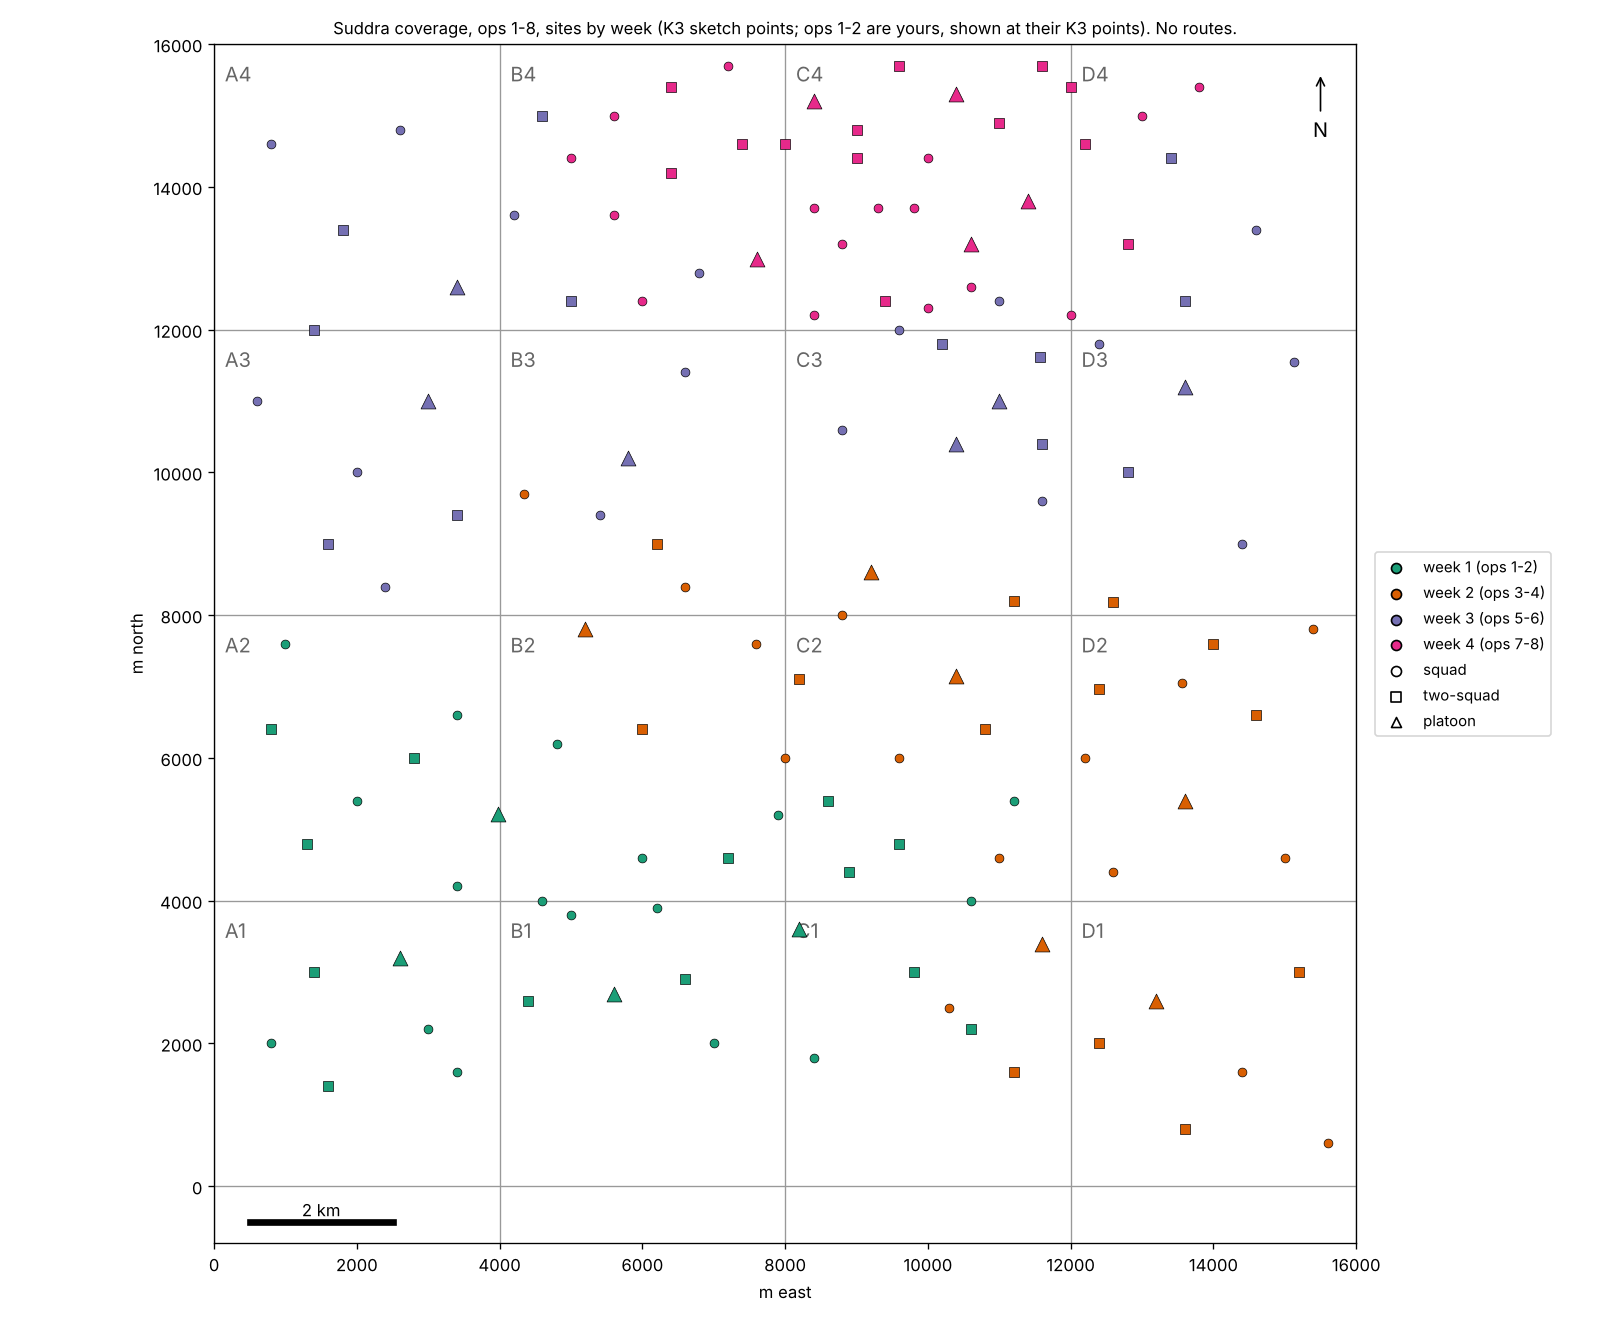 Suddra coverage, ops 1-8, sites by week (K3 sketch points; ops 1-2 are yours, shown at their K3 points). No routes.
16000
A4
B4
C4
D4
N
14000
12000
A3
B3
C3
D3
10000
8000
A2
B2
C2
D2
m north
6000
4000
A1
B1
C1
D1
2000
0
2 km
0
2000
4000
6000
8000
10000
12000
14000
16000
m east
week 1 (ops 1-2)
week 2 (ops 3-4)
week 3 (ops 5-6)
week 4 (ops 7-8)
squad
two-squad
platoon